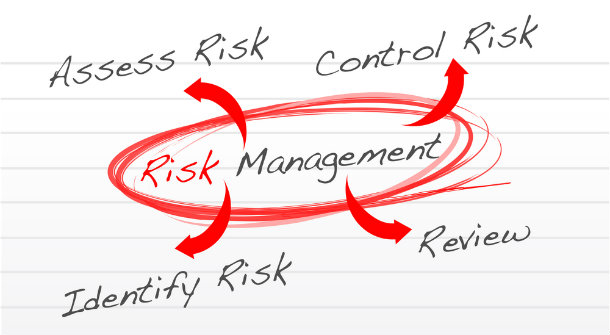 Assess Risk
Control Risk
Risk Management
Identify Risk
Review